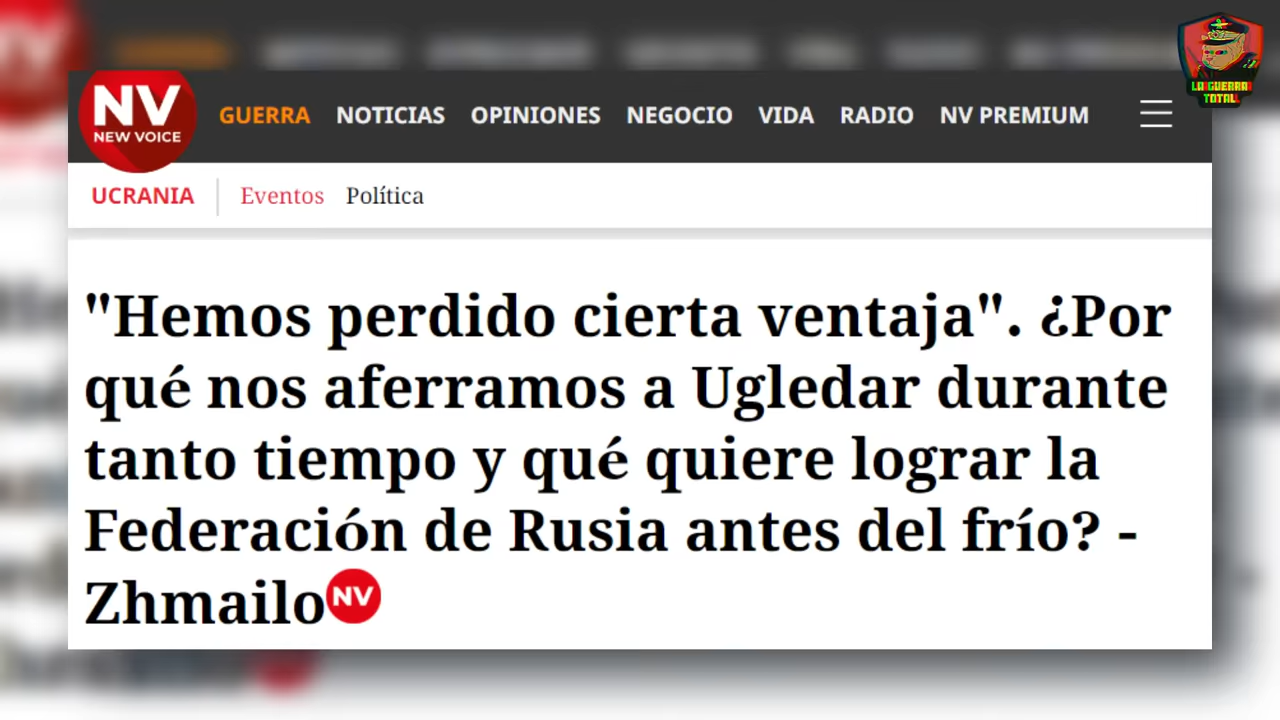 LA GUERRA
TOTAL
NV
NEW VOICE
GUERRA NOTICIAS OPINIONES NEGOCIO VIDA RADIO NV PREMIUM
UCRANIA Eventos Política
"Hemos perdido cierta ventaja". ¿Por
qué nos aferramos a Ugledar durante
tanto tiempo y qué quiere lograr la
Federación de Rusia antes del frío? -
Zhmailo NV